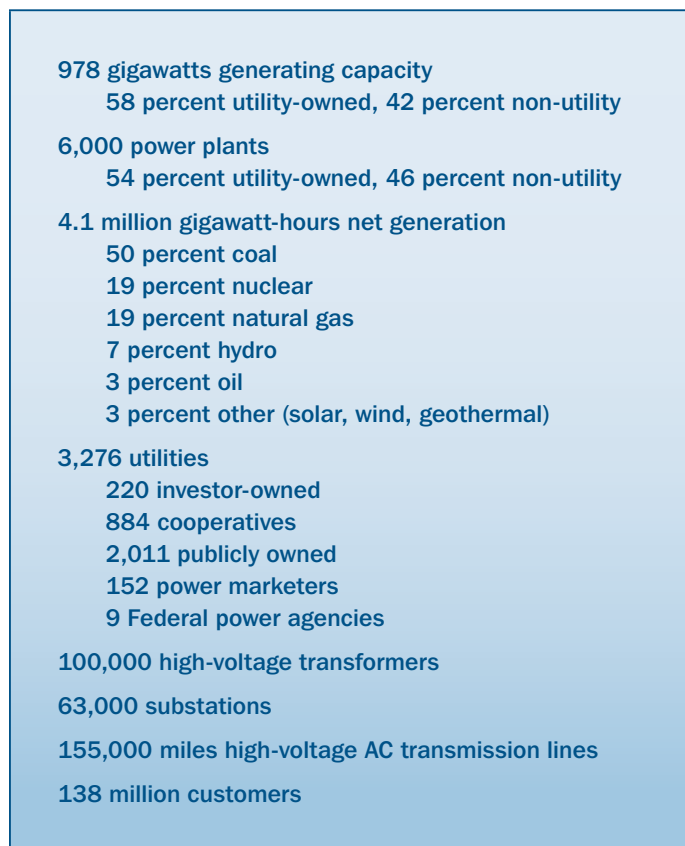 978 gigawatts generating capacity
58 percent utility-owned, 42 percent non-utility
6,000 power plants
54 percent utility-owned, 46 percent non-utility
4.1 million gigawatt-hours net generation
50 percent coal
19 percent nuclear
19 percent natural gas
7 percent hydro
3 percent oil
3 percent other (solar, wind, geothermal)
3,276 utilities
220 investor-owned
884 cooperatives
2,011 publicly owned
152 power marketers
9 Federal power agencies
100,000 high-voltage transformers
63,000 substations
155,000 miles high-voltage AC transmission lines
138 million customers